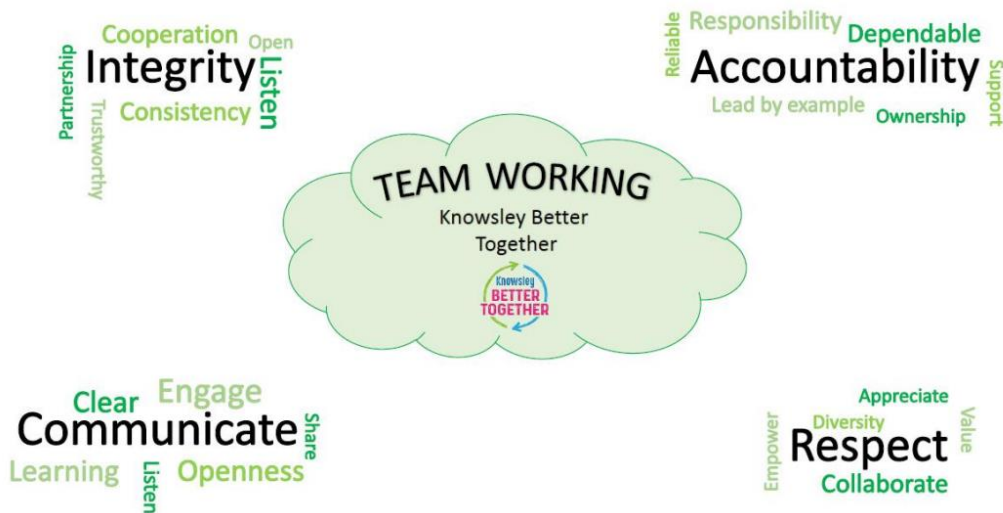 Cooperation
Open
Partnership
Integrity
Listen
Trustworthy
Consistency
Reliable
Responsibility
Dependable
Accountability
Support
Lead by example
Ownership
TEAM WORKING
Knowsley Better
Together
Knowsley
BETTER
TOGETHER
Clear
Engage
Communicate
Share
Learning
Listen
Openness
Appreciate
Empower
Diversity
Value
Respect
Collaborate